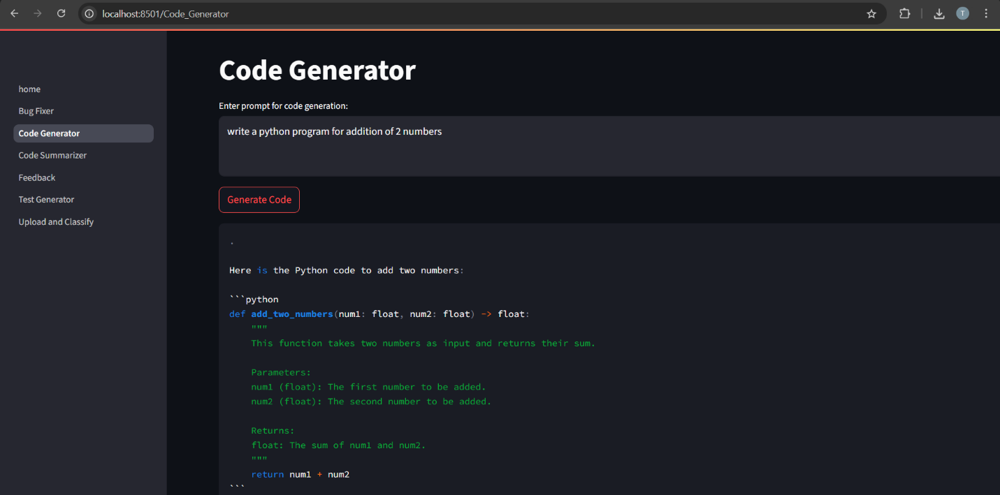 localhost:8501/Code_Generator
T
home
Bug Fixer
Code Generator
Code Summarizer
Feedback
Test Generator
Upload and Classify
Code Generator
Enter prompt for code generation:
write a python program for addition of 2 numbers
Generate Code
.
Here is the Python code to add two numbers:
```python
def add_two_numbers(num1: float, num2: float) -> float:
    """
    This function takes two numbers as input and returns their sum.
    Parameters:
    num1 (float): The first number to be added.
    num2 (float): The second number to be added.
    Returns:
    float: The sum of num1 and num2.
    """
    return num1 + num2
```